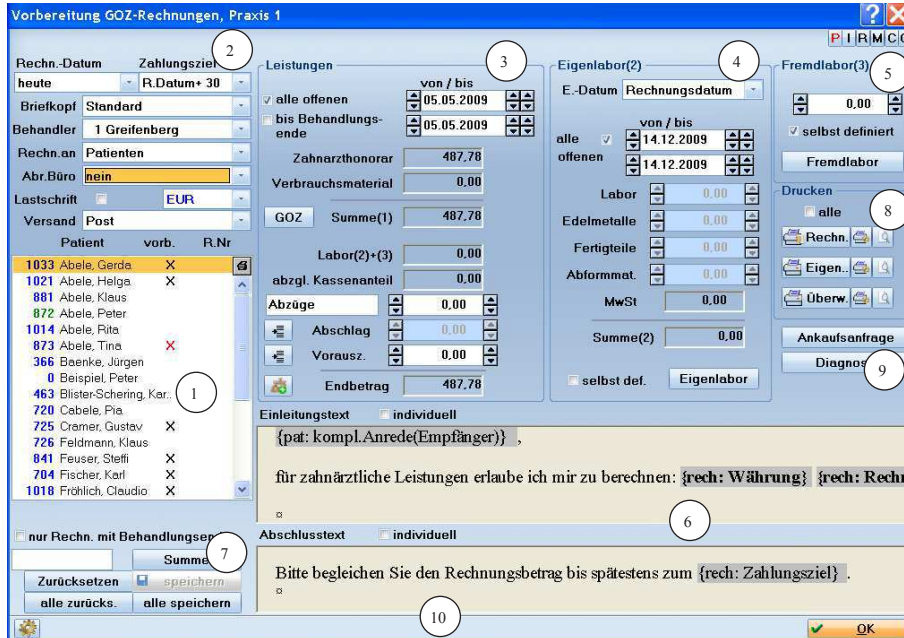 Vorbereitung GOZ-Rechnungen, Praxis 1
P I R M C C
Rechn.-Datum Zahlungsziel 2
heute R.Datum+ 30
Briefkopf Standard
Behandler 1 Greifenberg
Rechn.an Patienten
Abr.Büro nein
Lastschrift EUR
Versand Post
Patient vorb. R.Nr
1033 Abele, Gerda X
1021 Abele, Helga X
881 Abele, Klaus
872 Abele, Peter
1014 Abele, Rita
873 Abele, Tina X
366 Baenke, Jürgen
0 Beispiel, Peter
463 Blister-Schering, Kar..
1
720 Cabele, Pia
725 Cramer, Gustav X
726 Feldmann, Klaus
841 Feuser, Steffi X
704 Fischer, Karl X
1018 Fröhlich, Claudio X
nur Rechn. mit Behandlungsen
Summe 7
Zurücksetzen speichern
alle zurücks. alle speichern
Leistungen 3
von / bis
alle offenen 05.05.2009
bis Behandlungs-
ende 05.05.2009
Zahnarzthonorar 487,78
Verbrauchsmaterial 0,00
GOZ Summe(1) 487,78
Labor(2)+(3) 0,00
abzgl. Kassenanteil 0,00
Abzüge 0,00
Abschlag 0,00
Vorausz. 0,00
Endbetrag 487,78
Eigenlabor(2) 4
E.-Datum Rechnungsdatum
von / bis
alle 14.12.2009
offenen 14.12.2009
Labor 0,00
Edelmetalle 0,00
Fertigteile 0,00
Abformmat. 0,00
MwSt 0,00
Summe(2) 0,00
selbst def. Eigenlabor
Fremdlabor(3)
5
0,00
selbst definiert
Fremdlabor
Drucken
alle 8
Rechn.
Eigen..
Überw.
Ankaufsanfrage
Diagnos 9
Einleitungstext individuell
{pat: kompl.Anrede(Empfänger)} ,
für zahnärztliche Leistungen erlaube ich mir zu berechnen: {rech: Währung} {rech: Rechn
¤
6
Abschlusstext individuell
Bitte begleichen Sie den Rechnungsbetrag bis spätestens zum {rech: Zahlungsziel} .
¤
10
OK